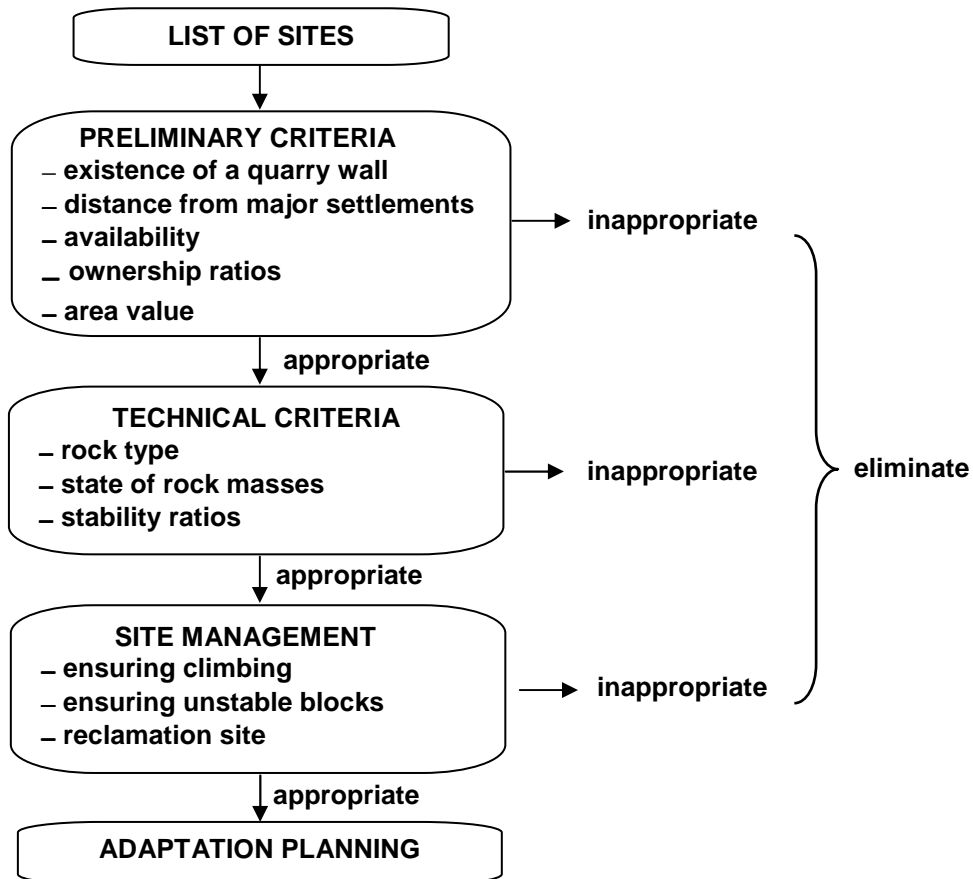 LIST OF SITES
PRELIMINARY CRITERIA
– existence of a quarry wall
– distance from major settlements
– availability
– ownership ratios
– area value
inappropriate
appropriate
TECHNICAL CRITERIA
– rock type
– state of rock masses
– stability ratios
inappropriate
eliminate
appropriate
SITE MANAGEMENT
– ensuring climbing
– ensuring unstable blocks
– reclamation site
inappropriate
appropriate
ADAPTATION PLANNING